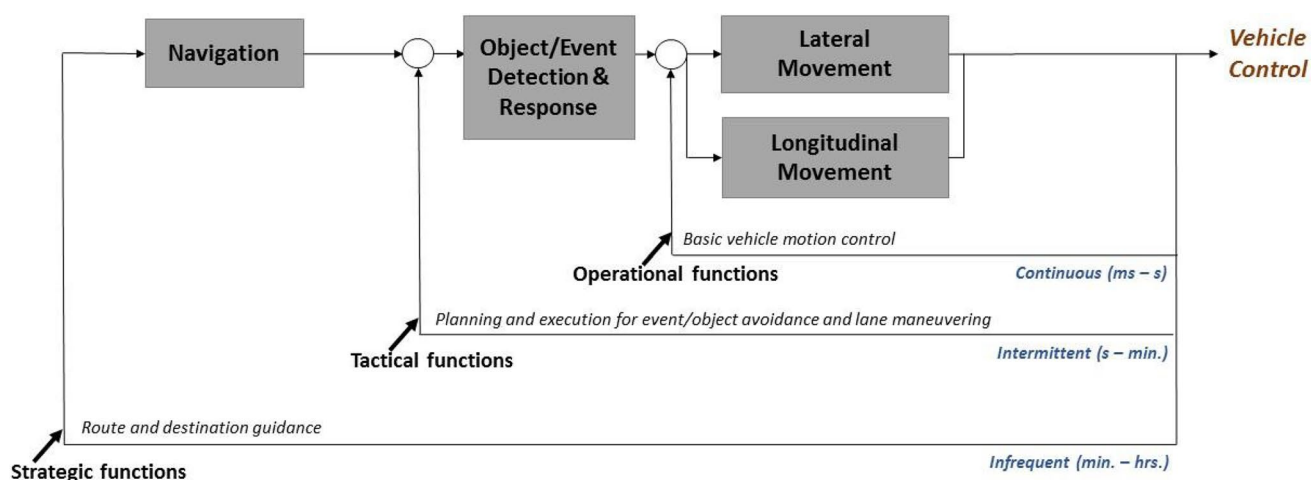 Navigation
Object/Event
Detection &
Response
Lateral
Movement
Longitudinal
Movement
Vehicle
Control
Basic vehicle motion control
Operational functions
Continuous (ms – s)
Planning and execution for event/object avoidance and lane maneuvering
Tactical functions
Intermittent (s – min.)
Route and destination guidance
Strategic functions
Infrequent (min. – hrs.)